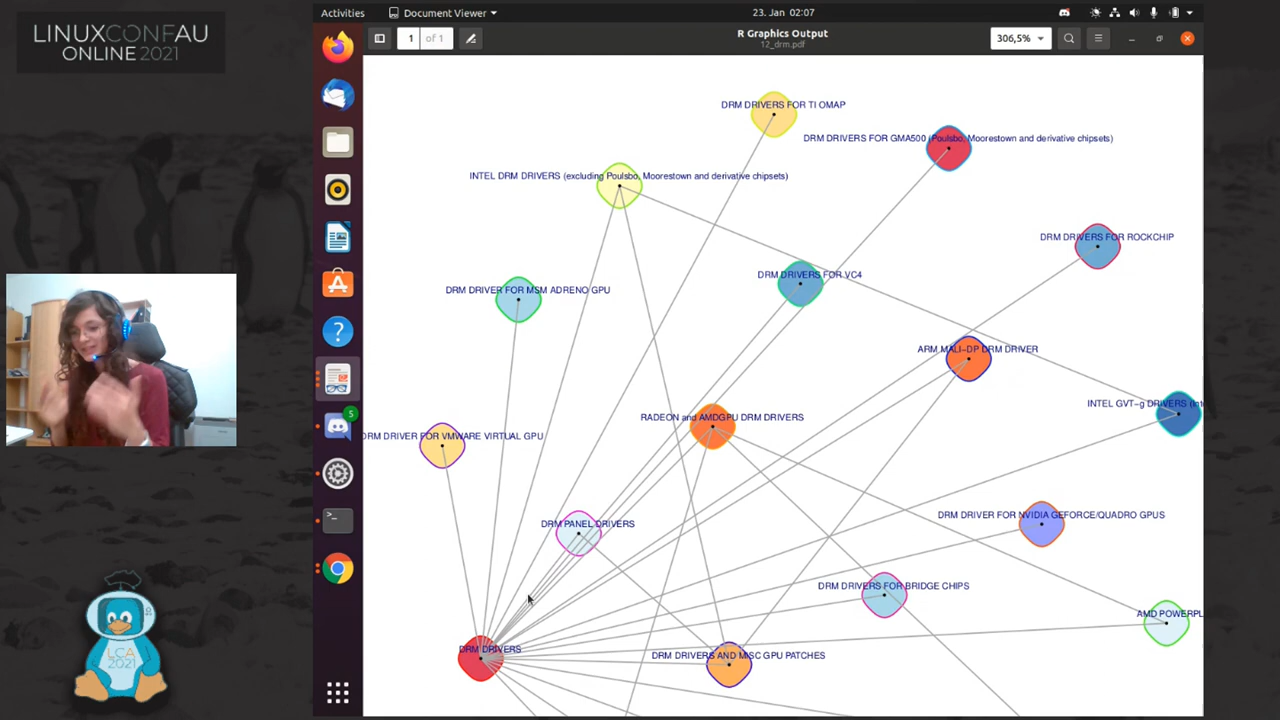 LINUXCONFAU
ONLINE 2021
Activities
Document Viewer
23. Jan 02:07
1 of 1
R Graphics Output
12_drm.pdf
306,5%
DRM DRIVERS FOR TI OMAP
DRM DRIVERS FOR GMA500 (Poulsbo, Moorestown and derivative chipsets)
INTEL DRM DRIVERS (excluding Poulsbo, Moorestown and derivative chipsets)
DRM DRIVERS FOR ROCKCHIP
DRM DRIVERS FOR VC4
DRM DRIVER FOR MSM ADRENO GPU
ARM MALI-DP DRM DRIVER
INTEL GVT-g DRIVERS (Int
RADEON and AMDGPU DRM DRIVERS
5
DRM DRIVER FOR VMWARE VIRTUAL GPU
DRM PANEL DRIVERS
DRM DRIVER FOR NVIDIA GEFORCE/QUADRO GPUS
DRM DRIVERS FOR BRIDGE CHIPS
AMD POWERPL
DRM DRIVERS
DRM DRIVERS AND MISC GPU PATCHES
LCA
2021